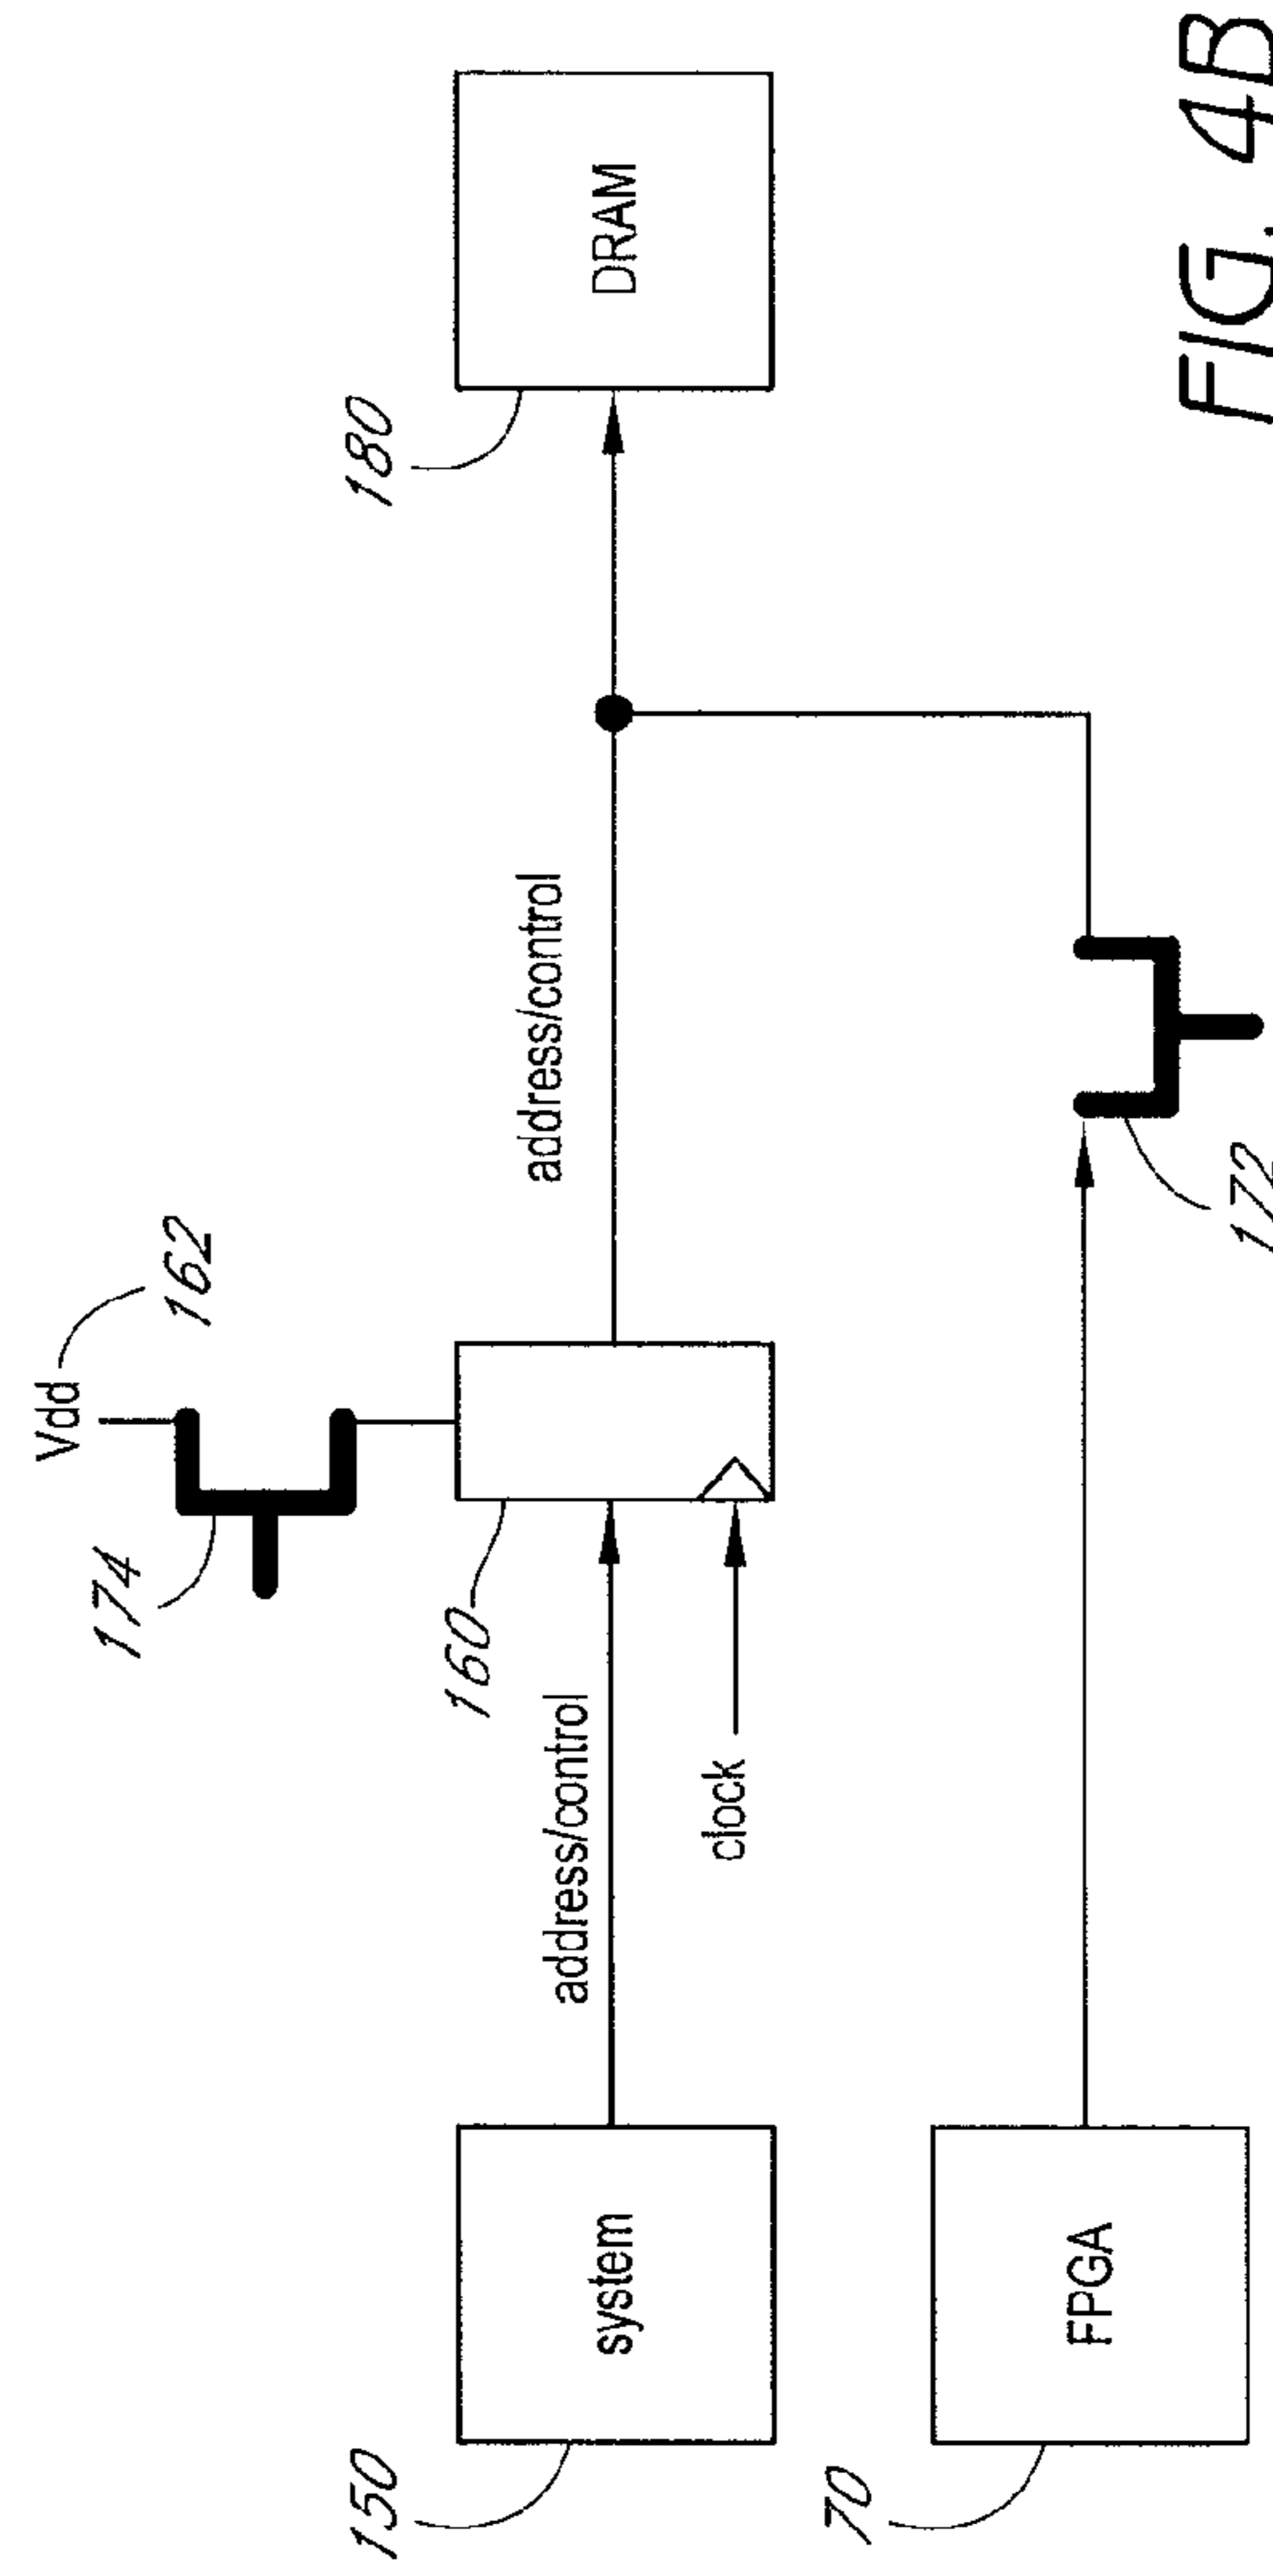 Vdd
162
174
160
180
address/control
address/control
clock
150
system
DRAM
70
FPGA
172
FIG. 4B